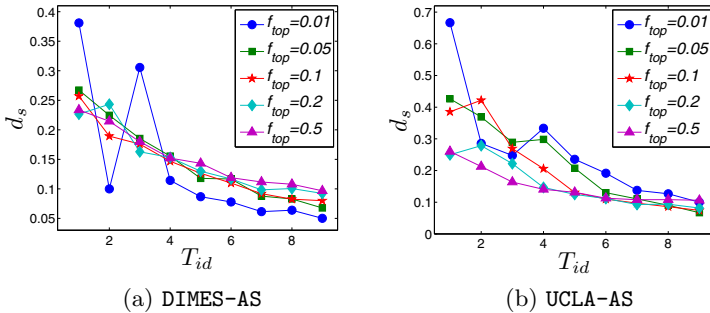 0.4
0.35
0.3
0.25
0.2
0.15
0.1
0.05
d_s
2 4 6 8
T_id
f_top=0.01
f_top=0.05
f_top=0.1
f_top=0.2
f_top=0.5
(a) DIMES-AS
0.7
0.6
0.5
0.4
0.3
0.2
0.1
0
d_s
2 4 6 8
T_id
f_top=0.01
f_top=0.05
f_top=0.1
f_top=0.2
f_top=0.5
(b) UCLA-AS